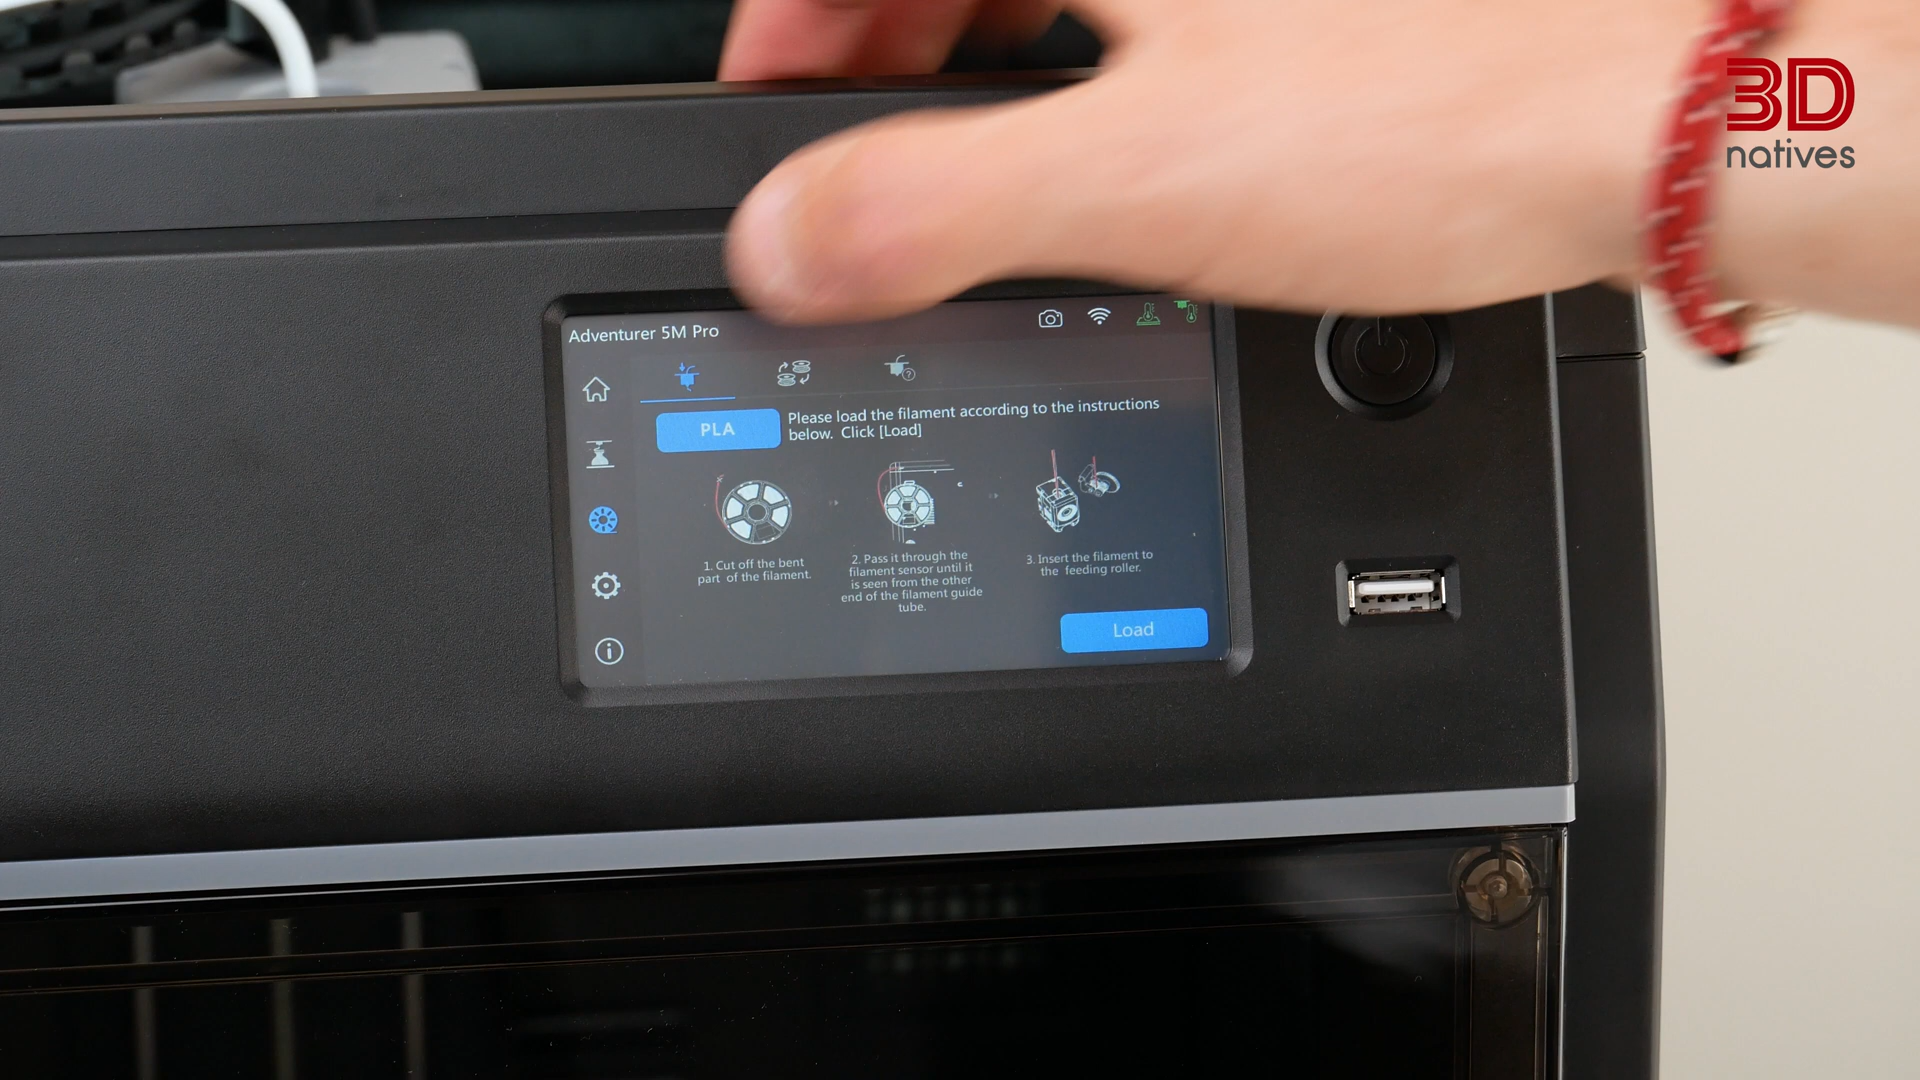 3D
natives
Adventurer 5M Pro
PLA
Please load the filament according to the instructions
below. Click [Load]
1. Cut off the bent
part of the filament.
2. Pass it through the
filament sensor until it
is seen from the other
end of the filament guide
tube.
3. Insert the filament to
the feeding roller.
Load